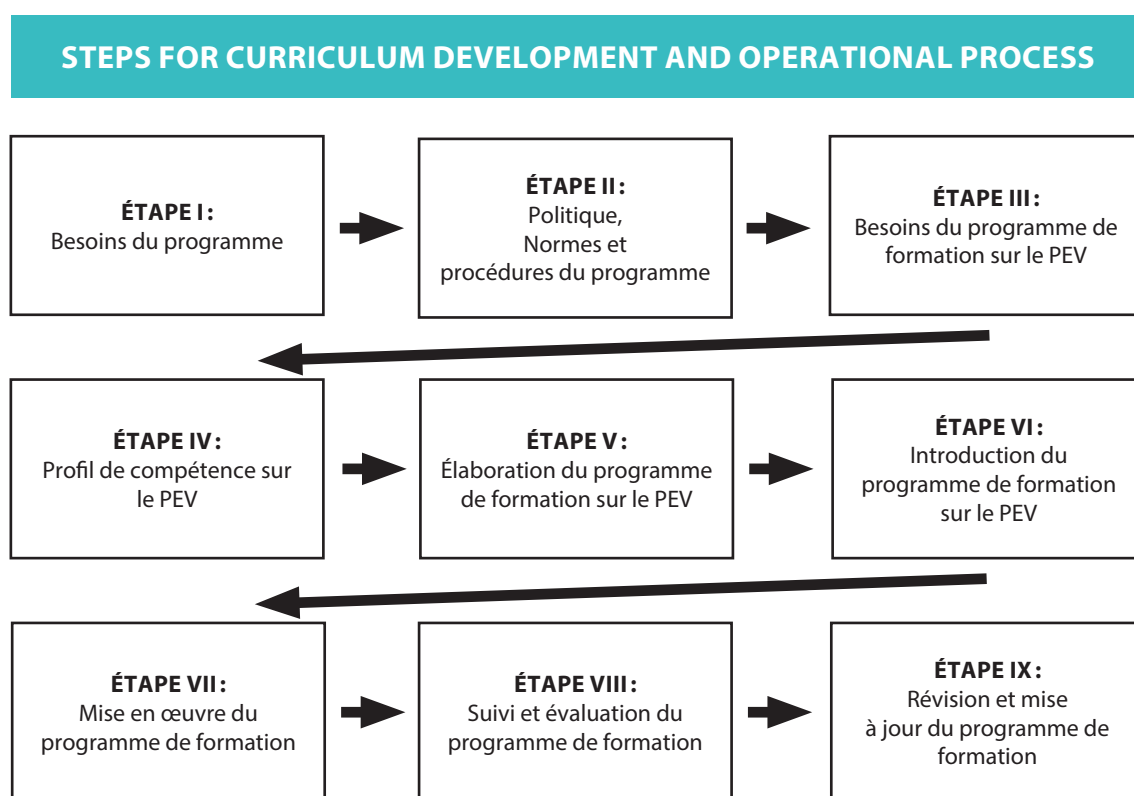 STEPS FOR CURRICULUM DEVELOPMENT AND OPERATIONAL PROCESS
ÉTAPE I :
Besoins du programme
ÉTAPE II :
Politique,
Normes et
procédures du programme
ÉTAPE III :
Besoins du programme de
formation sur le PEV
ÉTAPE IV :
Profil de compétence sur
le PEV
ÉTAPE V :
Élaboration du programme
de formation sur le PEV
ÉTAPE VI :
Introduction du
programme de formation
sur le PEV
ÉTAPE VII :
Mise en œuvre du
programme de formation
ÉTAPE VIII :
Suivi et évaluation du
programme de formation
ÉTAPE IX :
Révision et mise
à jour du programme de
formation